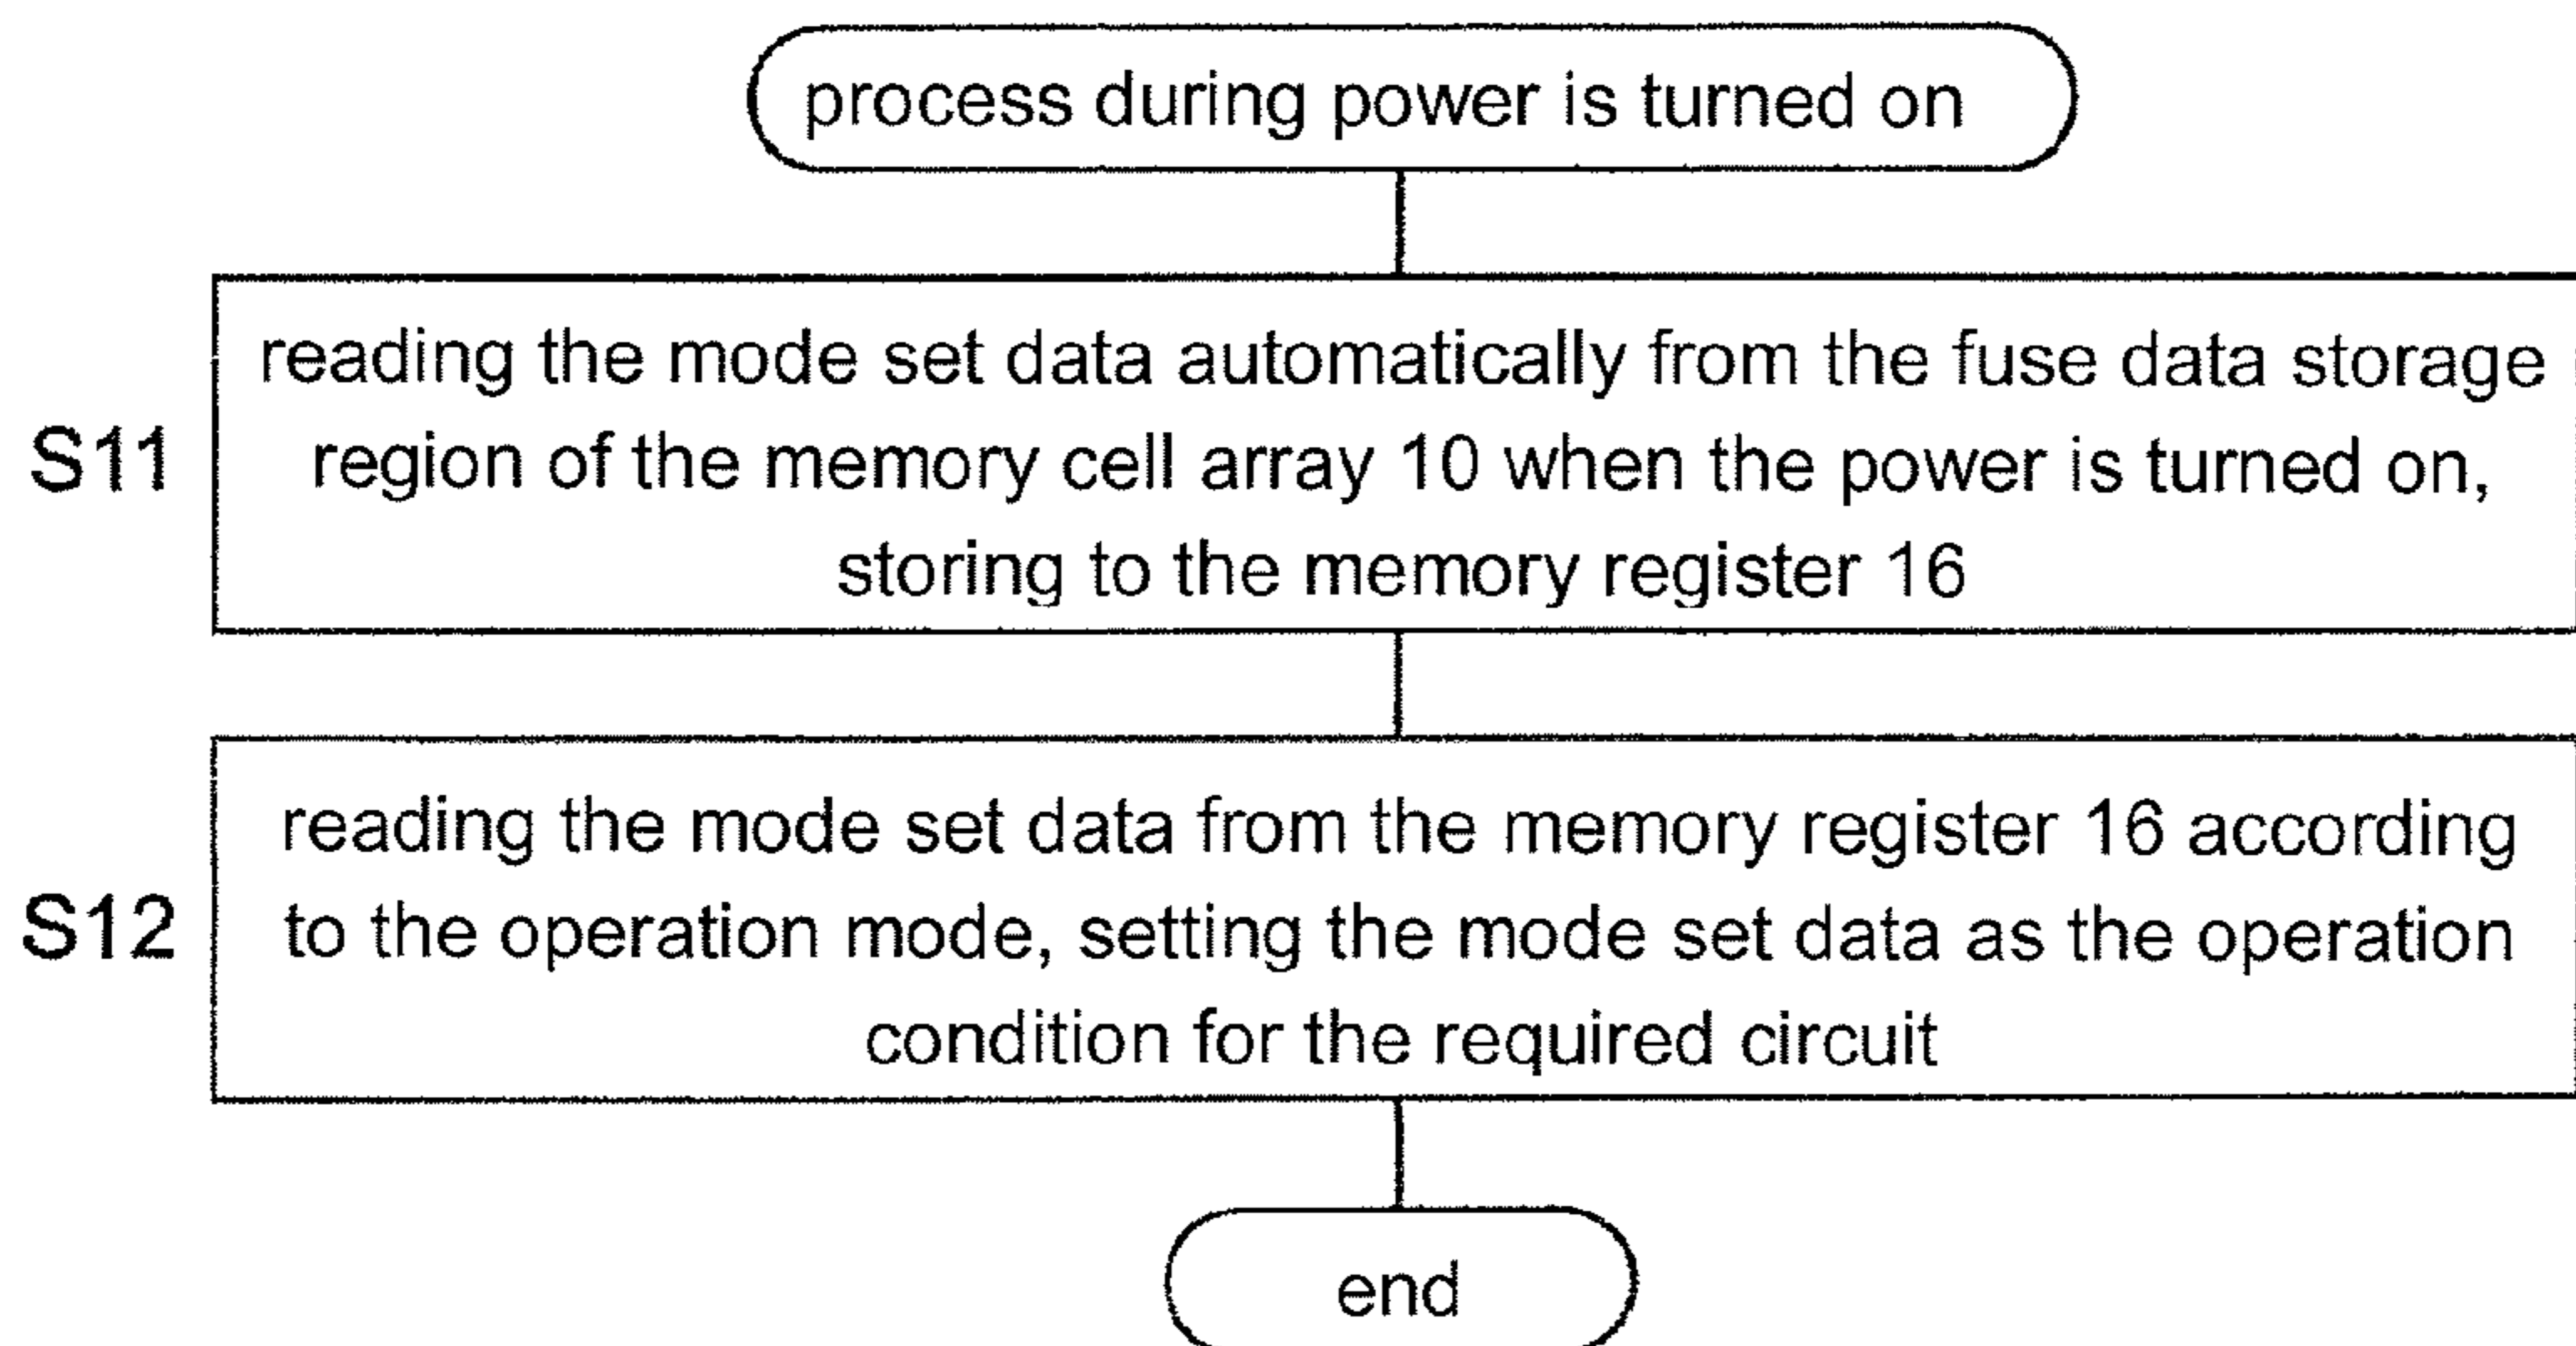 process during power is turned on
reading the mode set data automatically from the fuse data storage
S11 region of the memory cell array 10 when the power is turned on,
storing to the memory register 16
reading the mode set data from the memory register 16 according
S12 to the operation mode, setting the mode set data as the operation
condition for the required circuit
end